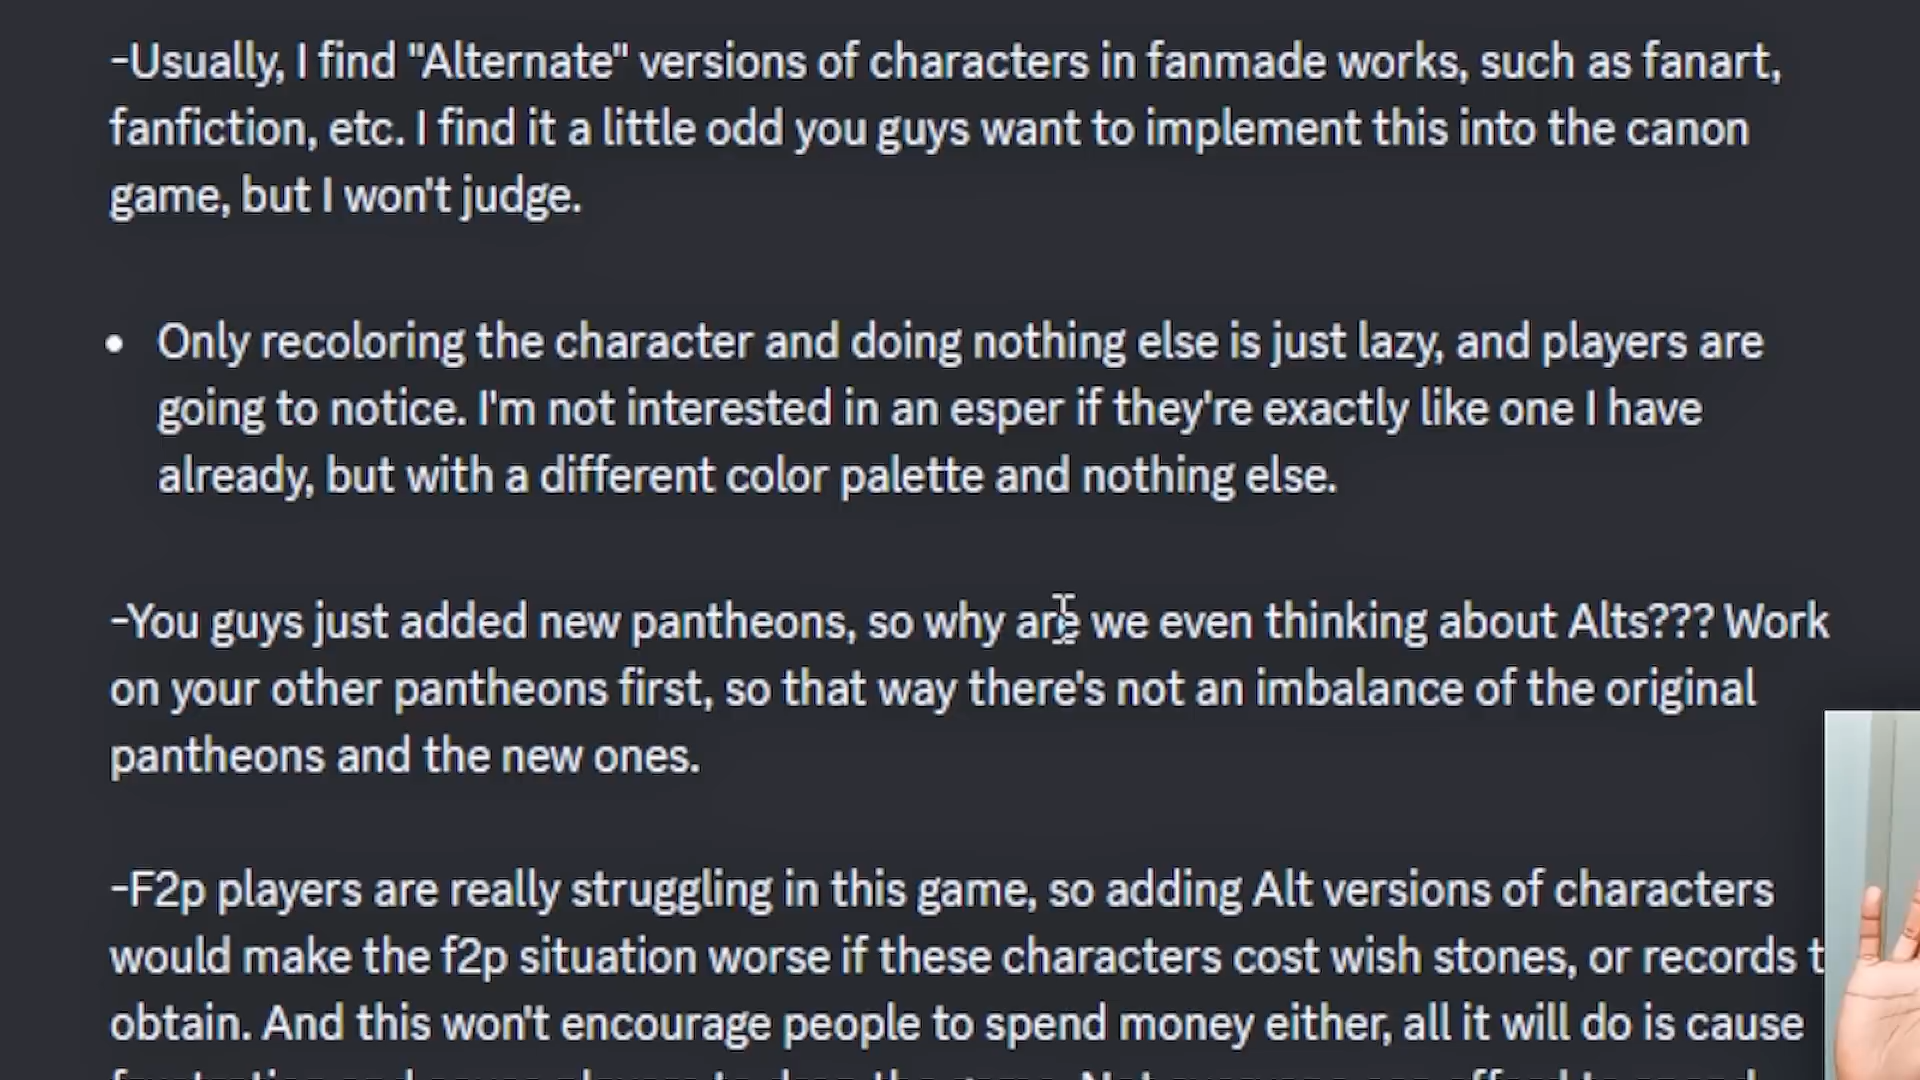 -Usually, I find "Alternate" versions of characters in fanmade works, such as fanart,
fanfiction, etc. I find it a little odd you guys want to implement this into the canon
game, but I won't judge.
• Only recoloring the character and doing nothing else is just lazy, and players are
going to notice. I'm not interested in an esper if they're exactly like one I have
already, but with a different color palette and nothing else.
-You guys just added new pantheons, so why are we even thinking about Alts??? Work
on your other pantheons first, so that way there's not an imbalance of the original
pantheons and the new ones.
-F2p players are really struggling in this game, so adding Alt versions of characters
would make the f2p situation worse if these characters cost wish stones, or records t
obtain. And this won't encourage people to spend money either, all it will do is cause